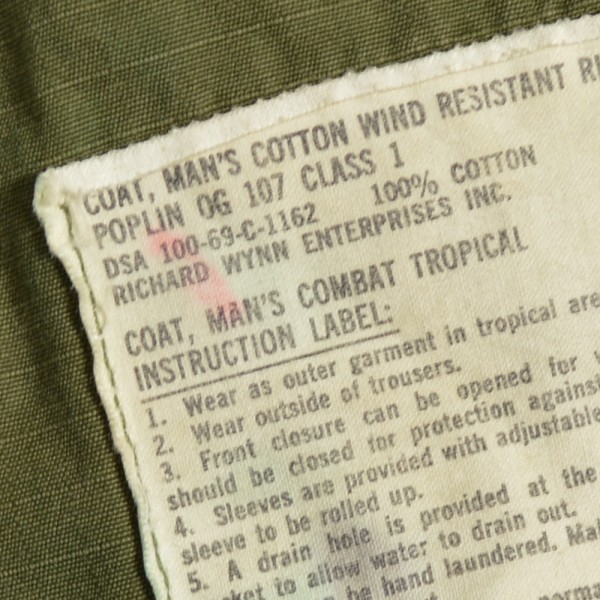 COAT, MAN'S COTTON WIND RESISTANT
POPLIN OG 107 CLASS 1
DSA 100-69-C-1162 100% COTTON
RICHARD WYNN ENTERPRISES INC.
COAT, MAN'S COMBAT TROPICAL
INSTRUCTION LABEL:
1. Wear as outer garment in tropical
2. Wear outside of trousers.
3. Front closure can be opened for
should be closed for protection against
4. Sleeves are provided with adjustable
sleeve to be rolled up.
5. A drain hole is provided at the
to allow water to drain out.
be hand laundered.